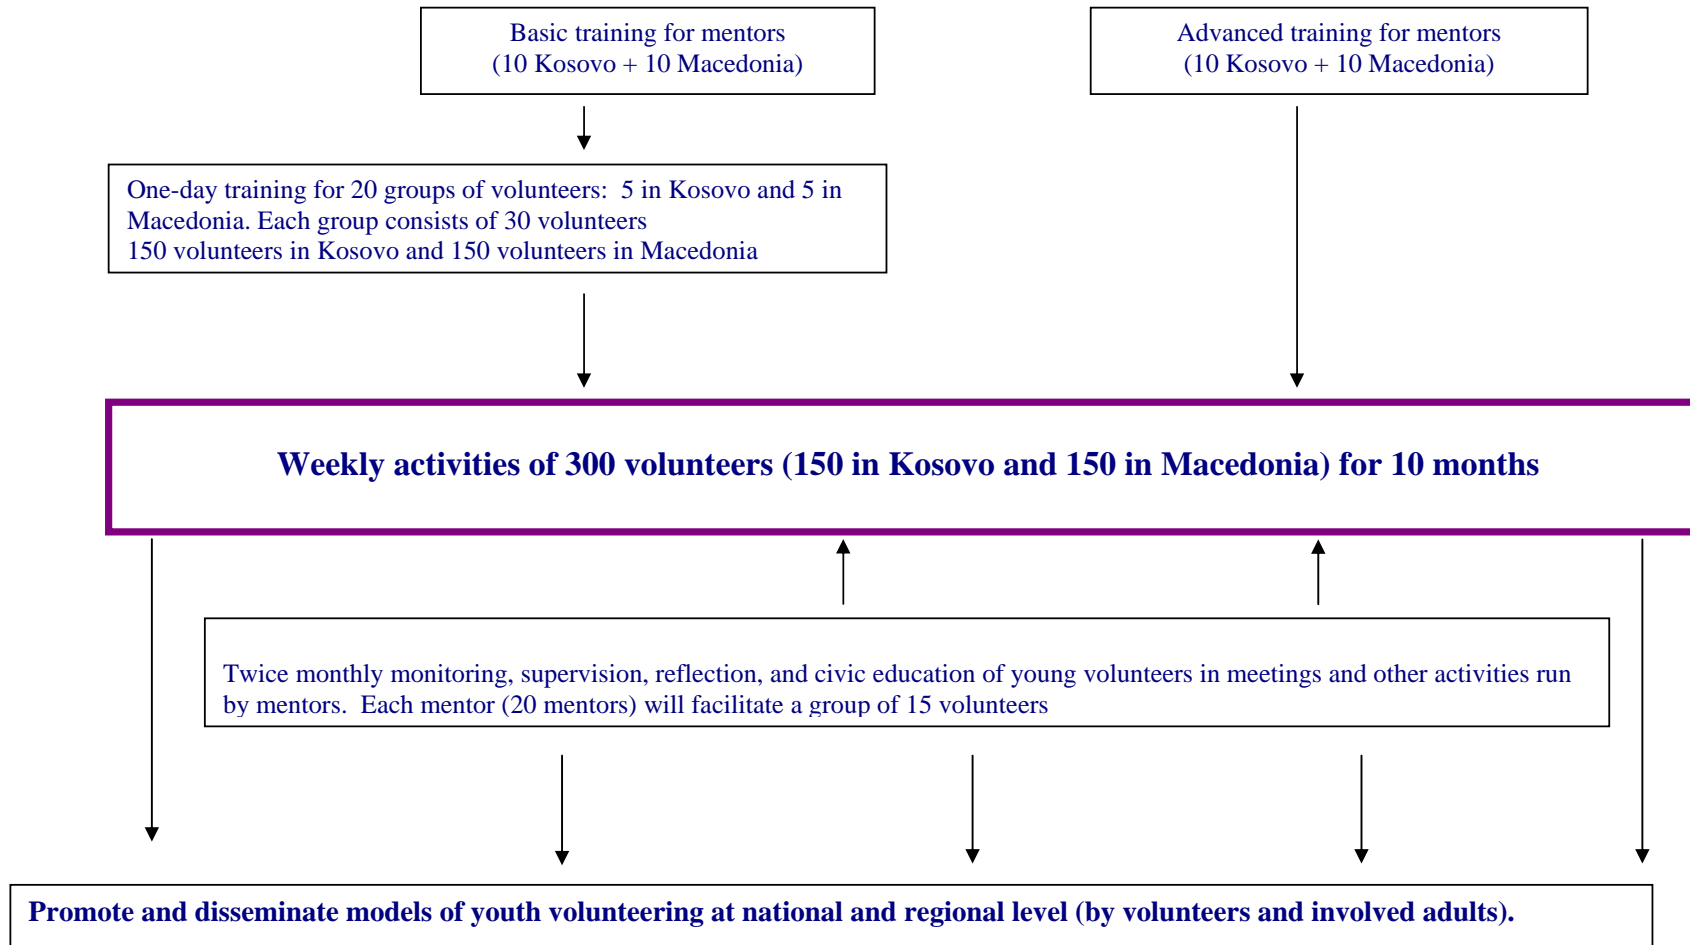 Basic training for mentors
(10 Kosovo + 10 Macedonia)
Advanced training for mentors
(10 Kosovo + 10 Macedonia)
One-day training for 20 groups of volunteers:  5 in Kosovo and 5 in
Macedonia. Each group consists of 30 volunteers
150 volunteers in Kosovo and 150 volunteers in Macedonia
Weekly activities of 300 volunteers (150 in Kosovo and 150 in Macedonia) for 10 months
Twice monthly monitoring, supervision, reflection, and civic education of young volunteers in meetings and other activities run
by mentors.  Each mentor (20 mentors) will facilitate a group of 15 volunteers
Promote and disseminate models of youth volunteering at national and regional level (by volunteers and involved adults).